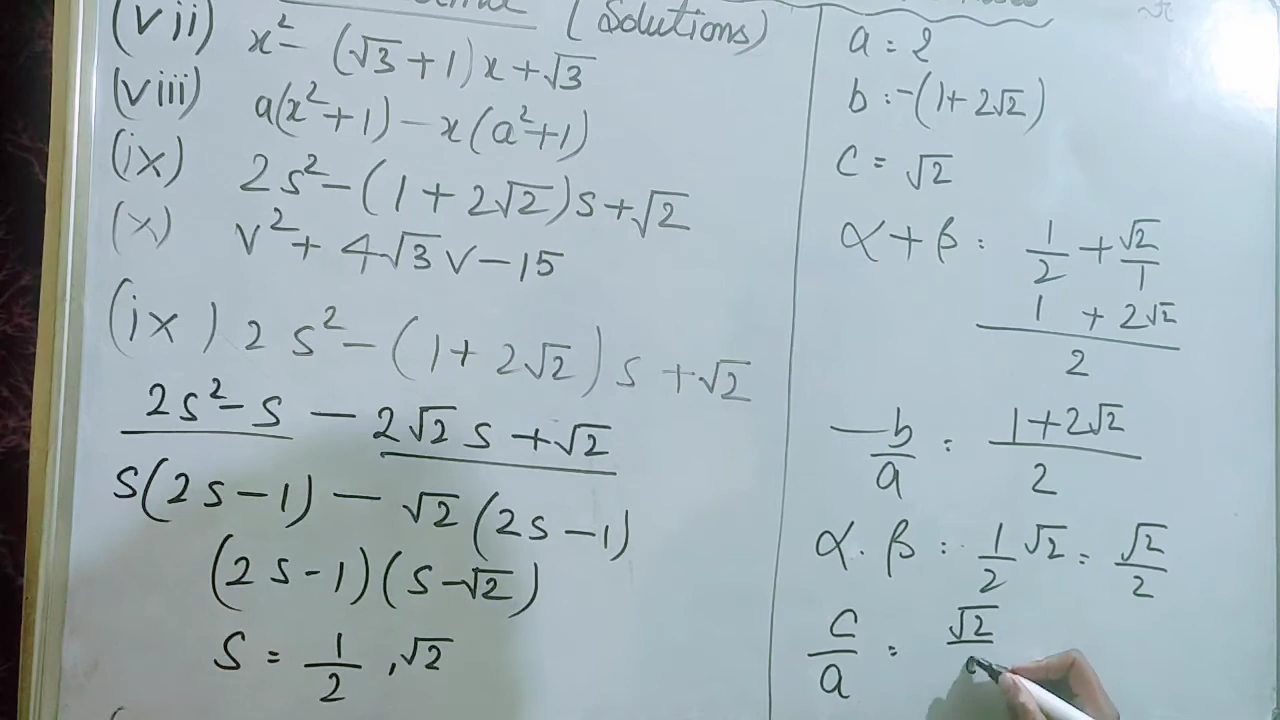 (Solutions)
(vii) x² - (√3+1)x+√3
(viii) a(x²+1) - x(a²+1)
(ix) 2s² - (1+2√2)s+√2
(x) v² + 4√3v - 15
(ix) 2s² - (1+2√2)s+√2
2s² - s - 2√2s+√2
s(2s-1) - √2(2s-1)
(2s-1)(s-√2)
s = 1/2, √2
a = 2
b = -(1+2√2)
c = √2
α+β = 1/2 + √2/1
1+2√2/2
-b/a = 1+2√2/2
α.β = 1/2 √2 = √2/2
c/a = √2/